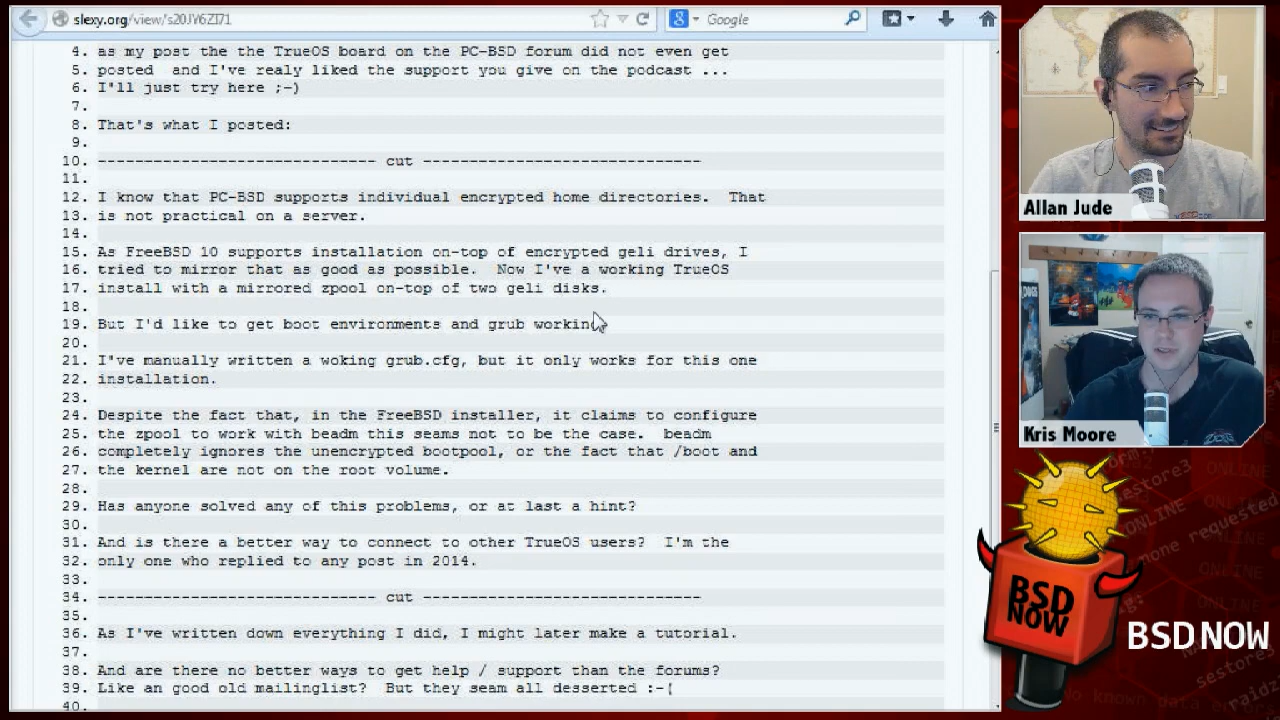 slexy.org/view/s20JV6ZI71
Google
4. as my post the the TrueOS board on the PC-BSD forum did not even get
5. posted  and I've realy liked the support you give on the podcast ...
6. I'll just try here ;-)
7.
8. That's what I posted:
9.
10. ------------------------------ cut ------------------------------
11.
12. I know that PC-BSD supports individual encrypted home directories.  That
13. is not practical on a server.
14.
15. As FreeBSD 10 supports installation on-top of encrypted geli drives, I
16. tried to mirror that as good as possible.  Now I've a working TrueOS
17. install with a mirrored zpool on-top of two geli disks.
18.
19. But I'd like to get boot environments and grub workin
20.
21. I've manually written a woking grub.cfg, but it only works for this one
22. installation.
23.
24. Despite the fact that, in the FreeBSD installer, it claims to configure
25. the zpool to work with beadm this seams not to be the case.  beadm
26. completely ignores the unencrypted bootpool, or the fact that /boot and
27. the kernel are not on the root volume.
28.
29. Has anyone solved any of this problems, or at last a hint?
30.
31. And is there a better way to connect to other TrueOS users?  I'm the
32. only one who replied to any post in 2014.
33.
34. ------------------------------ cut ------------------------------
35.
36. As I've written down everything I did, I might later make a tutorial.
37.
38. And are there no better ways to get help / support than the forums?
39. Like an good old mailinglist?  But they seam all desserted :-(
40.
Allan Jude
Kris Moore
BSD
NOW
BSD NOW